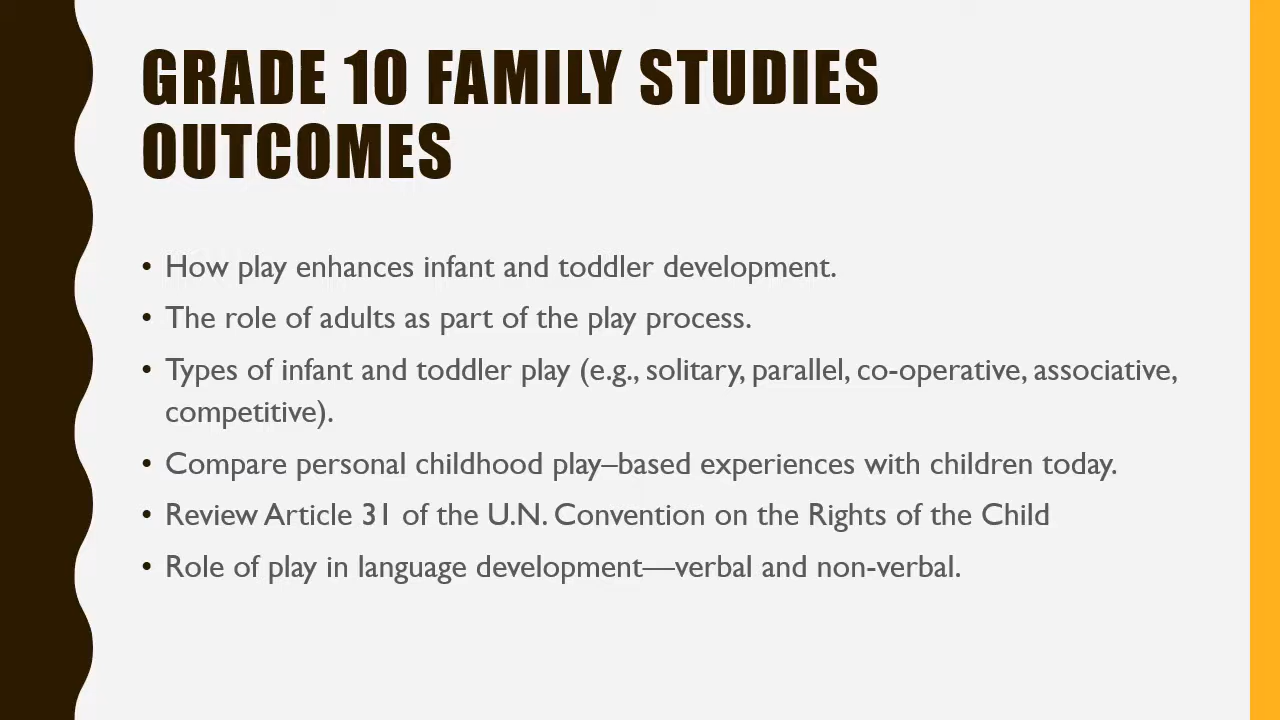 GRADE 10 FAMILY STUDIES
OUTCOMES
• How play enhances infant and toddler development.
• The role of adults as part of the play process.
• Types of infant and toddler play (e.g., solitary, parallel, co-operative, associative,
competitive).
• Compare personal childhood play–based experiences with children today.
• Review Article 31 of the U.N. Convention on the Rights of the Child
• Role of play in language development—verbal and non-verbal.